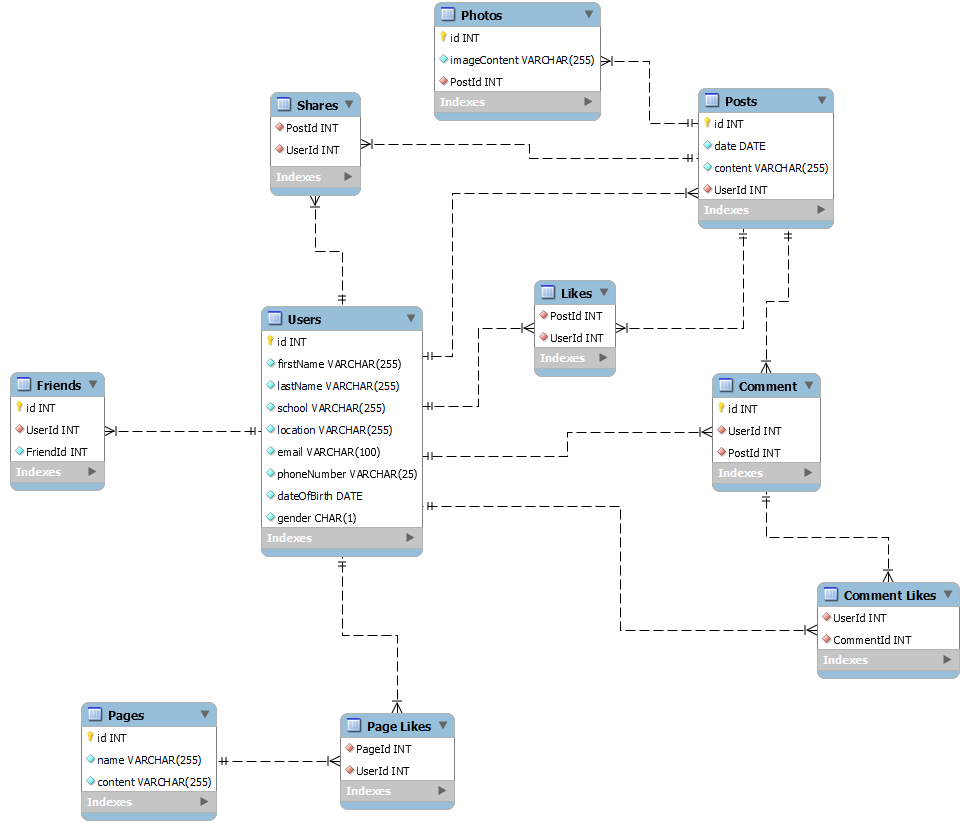 Photos
id INT
imageContent VARCHAR(255)
PostId INT
Indexes
Shares
PostId INT
UserId INT
Indexes
Posts
id INT
date DATE
content VARCHAR(255)
UserId INT
Indexes
Likes
PostId INT
UserId INT
Indexes
Users
id INT
firstName VARCHAR(255)
lastName VARCHAR(255)
school VARCHAR(255)
location VARCHAR(255)
email VARCHAR(100)
phoneNumber VARCHAR(25)
dateOfBirth DATE
gender CHAR(1)
Indexes
Friends
id INT
UserId INT
FriendId INT
Indexes
Comment
id INT
UserId INT
PostId INT
Indexes
Comment Likes
UserId INT
CommentId INT
Indexes
Pages
id INT
name VARCHAR(255)
content VARCHAR(255)
Indexes
Page Likes
PageId INT
UserId INT
Indexes